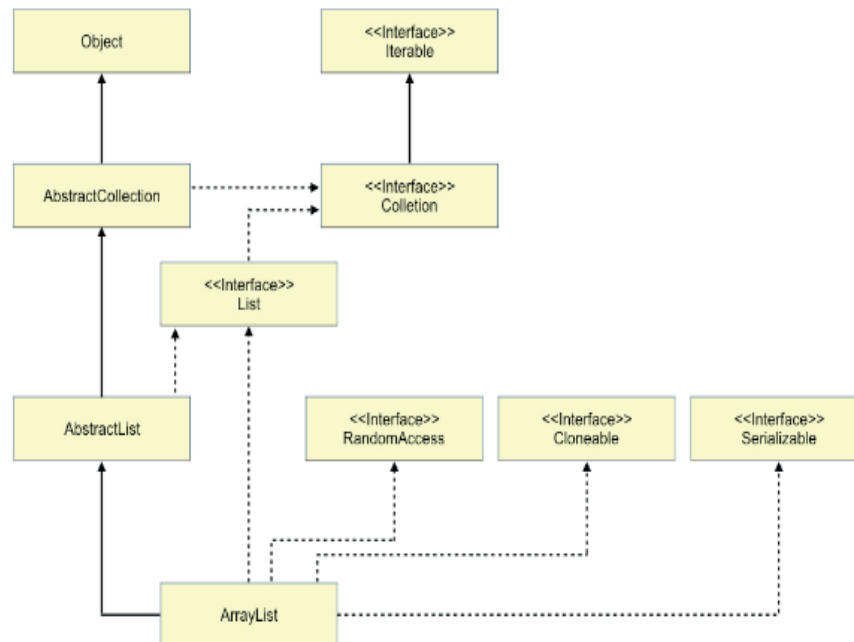 Object
<<Interface>>
Iterable
AbstractCollection
<<Interface>>
Colletion
<<Interface>>
List
AbstractList
<<Interface>>
RandomAccess
<<Interface>>
Cloneable
<<Interface>>
Serializable
ArrayList